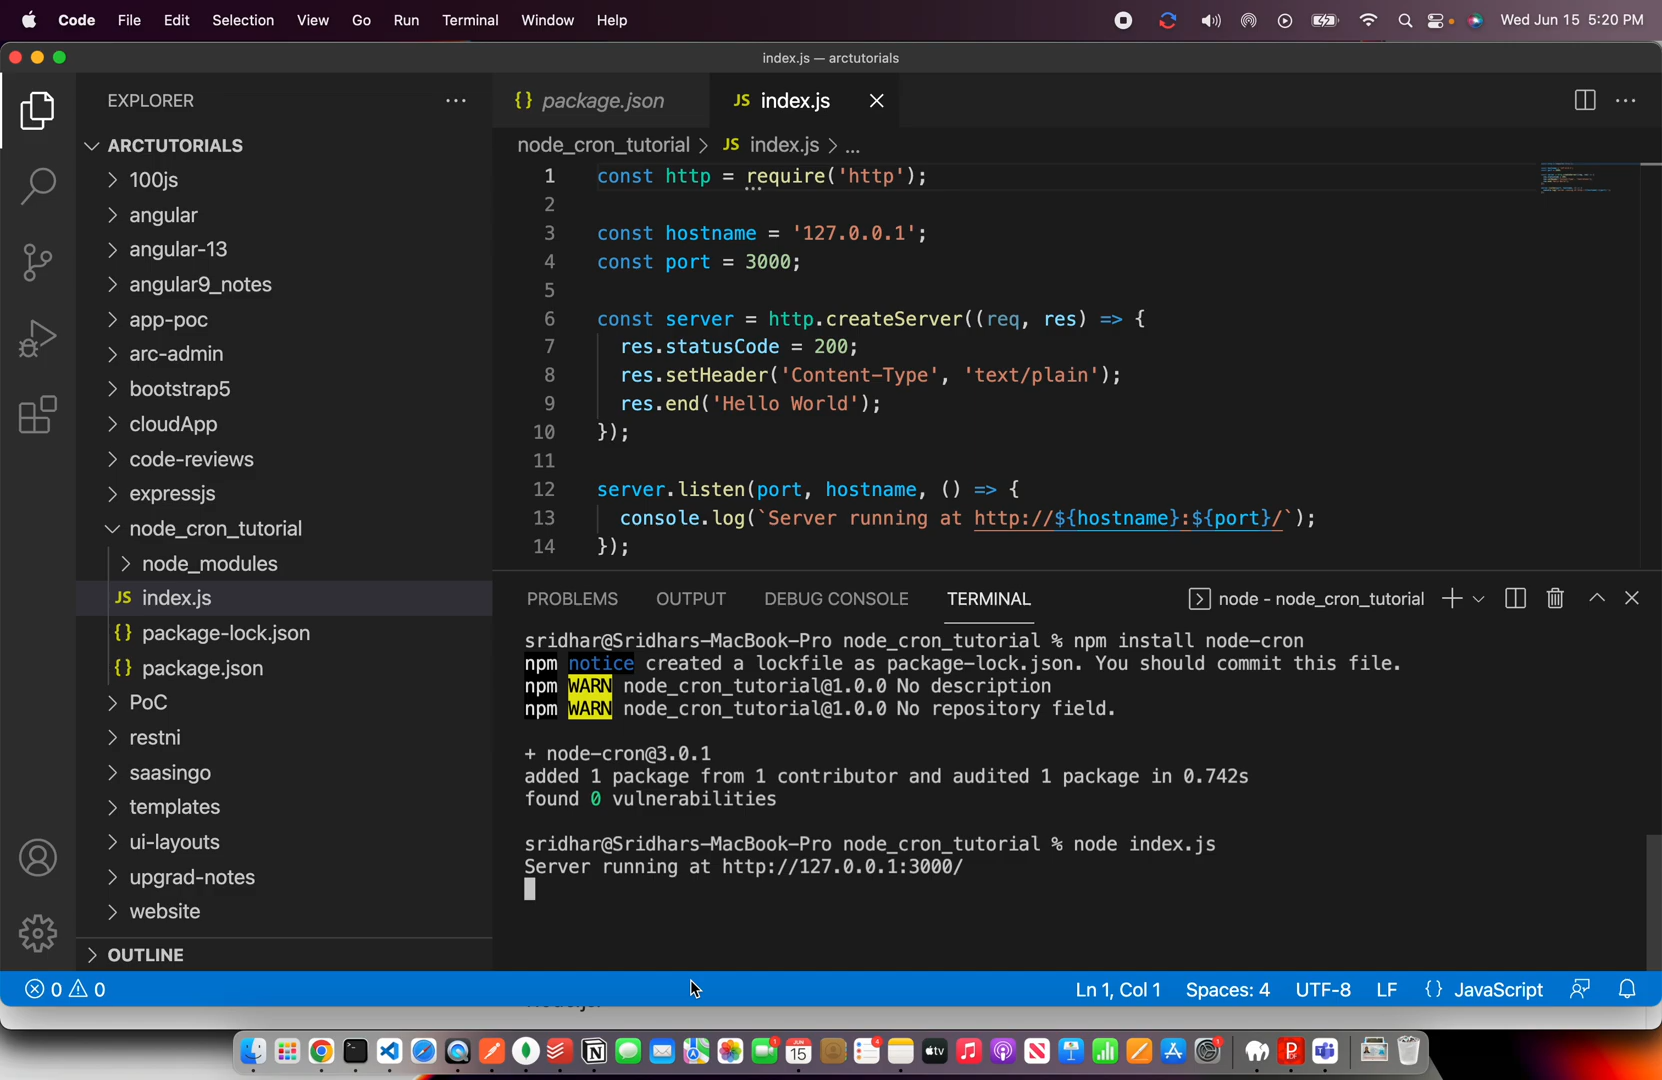 Code File Edit Selection View Go Run Terminal Window Help Wed Jun 15 5:20 PM
index.js — arctutorials
EXPLORER
ARCTUTORIALS
100js
angular
angular-13
angular9_notes
app-poc
arc-admin
bootstrap5
cloudApp
code-reviews
expressjs
node_cron_tutorial
node_modules
JS index.js
{} package-lock.json
{} package.json
PoC
restni
saasingo
templates
ui-layouts
upgrad-notes
website
OUTLINE
{} package.json JS index.js
node_cron_tutorial > JS index.js > ...
1 const http = require('http');
2
3 const hostname = '127.0.0.1';
4 const port = 3000;
5
6 const server = http.createServer((req, res) => {
7 res.statusCode = 200;
8 res.setHeader('Content-Type', 'text/plain');
9 res.end('Hello World');
10 });
11
12 server.listen(port, hostname, () => {
13 console.log(`Server running at http://${hostname}:${port}/`);
14 });
PROBLEMS OUTPUT DEBUG CONSOLE TERMINAL node - node_cron_tutorial
sridhar@Sridhars-MacBook-Pro node_cron_tutorial % npm install node-cron
npm notice created a lockfile as package-lock.json. You should commit this file.
npm WARN node_cron_tutorial@1.0.0 No description
npm WARN node_cron_tutorial@1.0.0 No repository field.
+ node-cron@3.0.1
added 1 package from 1 contributor and audited 1 package in 0.742s
found 0 vulnerabilities
sridhar@Sridhars-MacBook-Pro node_cron_tutorial % node index.js
Server running at http://127.0.0.1:3000/
0 0 Ln 1, Col 1 Spaces: 4 UTF-8 LF {} JavaScript